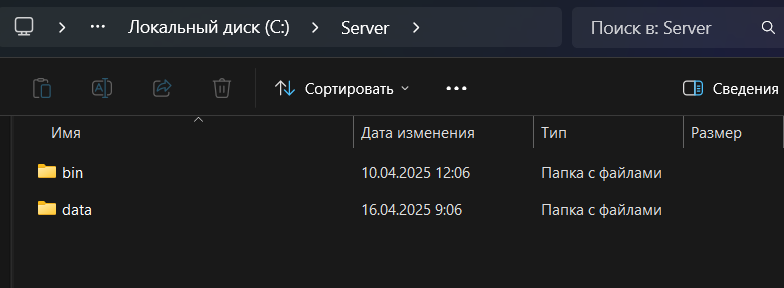 Локальный диск (C:) Server Поиск в: Server
Сортировать Сведения
Имя Дата изменения Тип Размер
bin 10.04.2025 12:06 Папка с файлами
data 16.04.2025 9:06 Папка с файлами